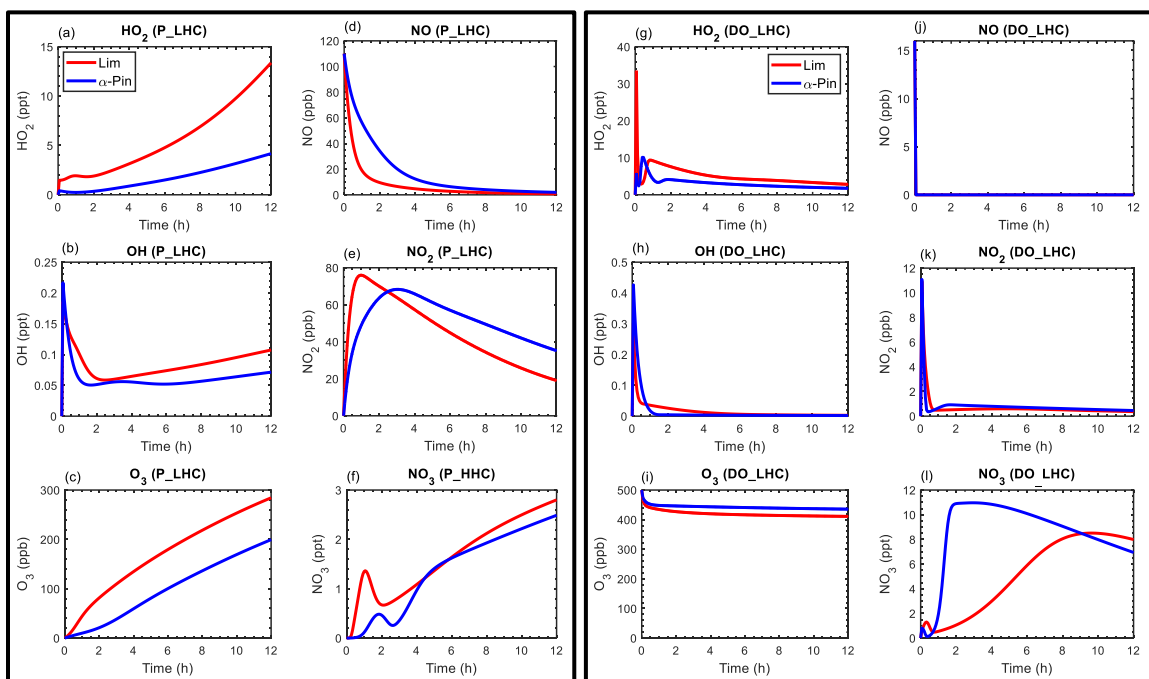 (a) HO2 (P_LHC)
HO2 (ppt)
15
10
5
0
Lim
α-Pin
0 2 4 6 8 10 12
Time (h)
(d) NO (P_LHC)
NO (ppb)
120
100
80
60
40
20
0
0 2 4 6 8 10 12
Time (h)
(b) OH (P_LHC)
OH (ppt)
0.25
0.2
0.15
0.1
0.05
0
0 2 4 6 8 10 12
Time (h)
(e) NO2 (P_LHC)
NO2 (ppb)
80
60
40
20
0
0 2 4 6 8 10 12
Time (h)
(c) O3 (P_LHC)
O3 (ppb)
300
200
100
0
0 2 4 6 8 10 12
Time (h)
(f) NO3 (P_HHC)
NO3 (ppt)
3
2
1
0
0 2 4 6 8 10 12
Time (h)
(g) HO2 (DO_LHC)
HO2 (ppt)
40
30
20
10
0
Lim
α-Pin
0 2 4 6 8 10 12
Time (h)
(j) NO (DO_LHC)
NO (ppb)
15
10
5
0
0 2 4 6 8 10 12
Time (h)
(h) OH (DO_LHC)
OH (ppt)
0.5
0.4
0.3
0.2
0.1
0
0 2 4 6 8 10 12
Time (h)
(k) NO2 (DO_LHC)
NO2 (ppb)
12
10
8
6
4
2
0
0 2 4 6 8 10 12
Time (h)
(i) O3 (DO_LHC)
O3 (ppb)
500
400
300
200
100
0
0 2 4 6 8 10 12
Time (h)
(l) NO3 (DO_LHC)
NO3 (ppt)
12
10
8
6
4
2
0
0 2 4 6 8 10 12
Time (h)